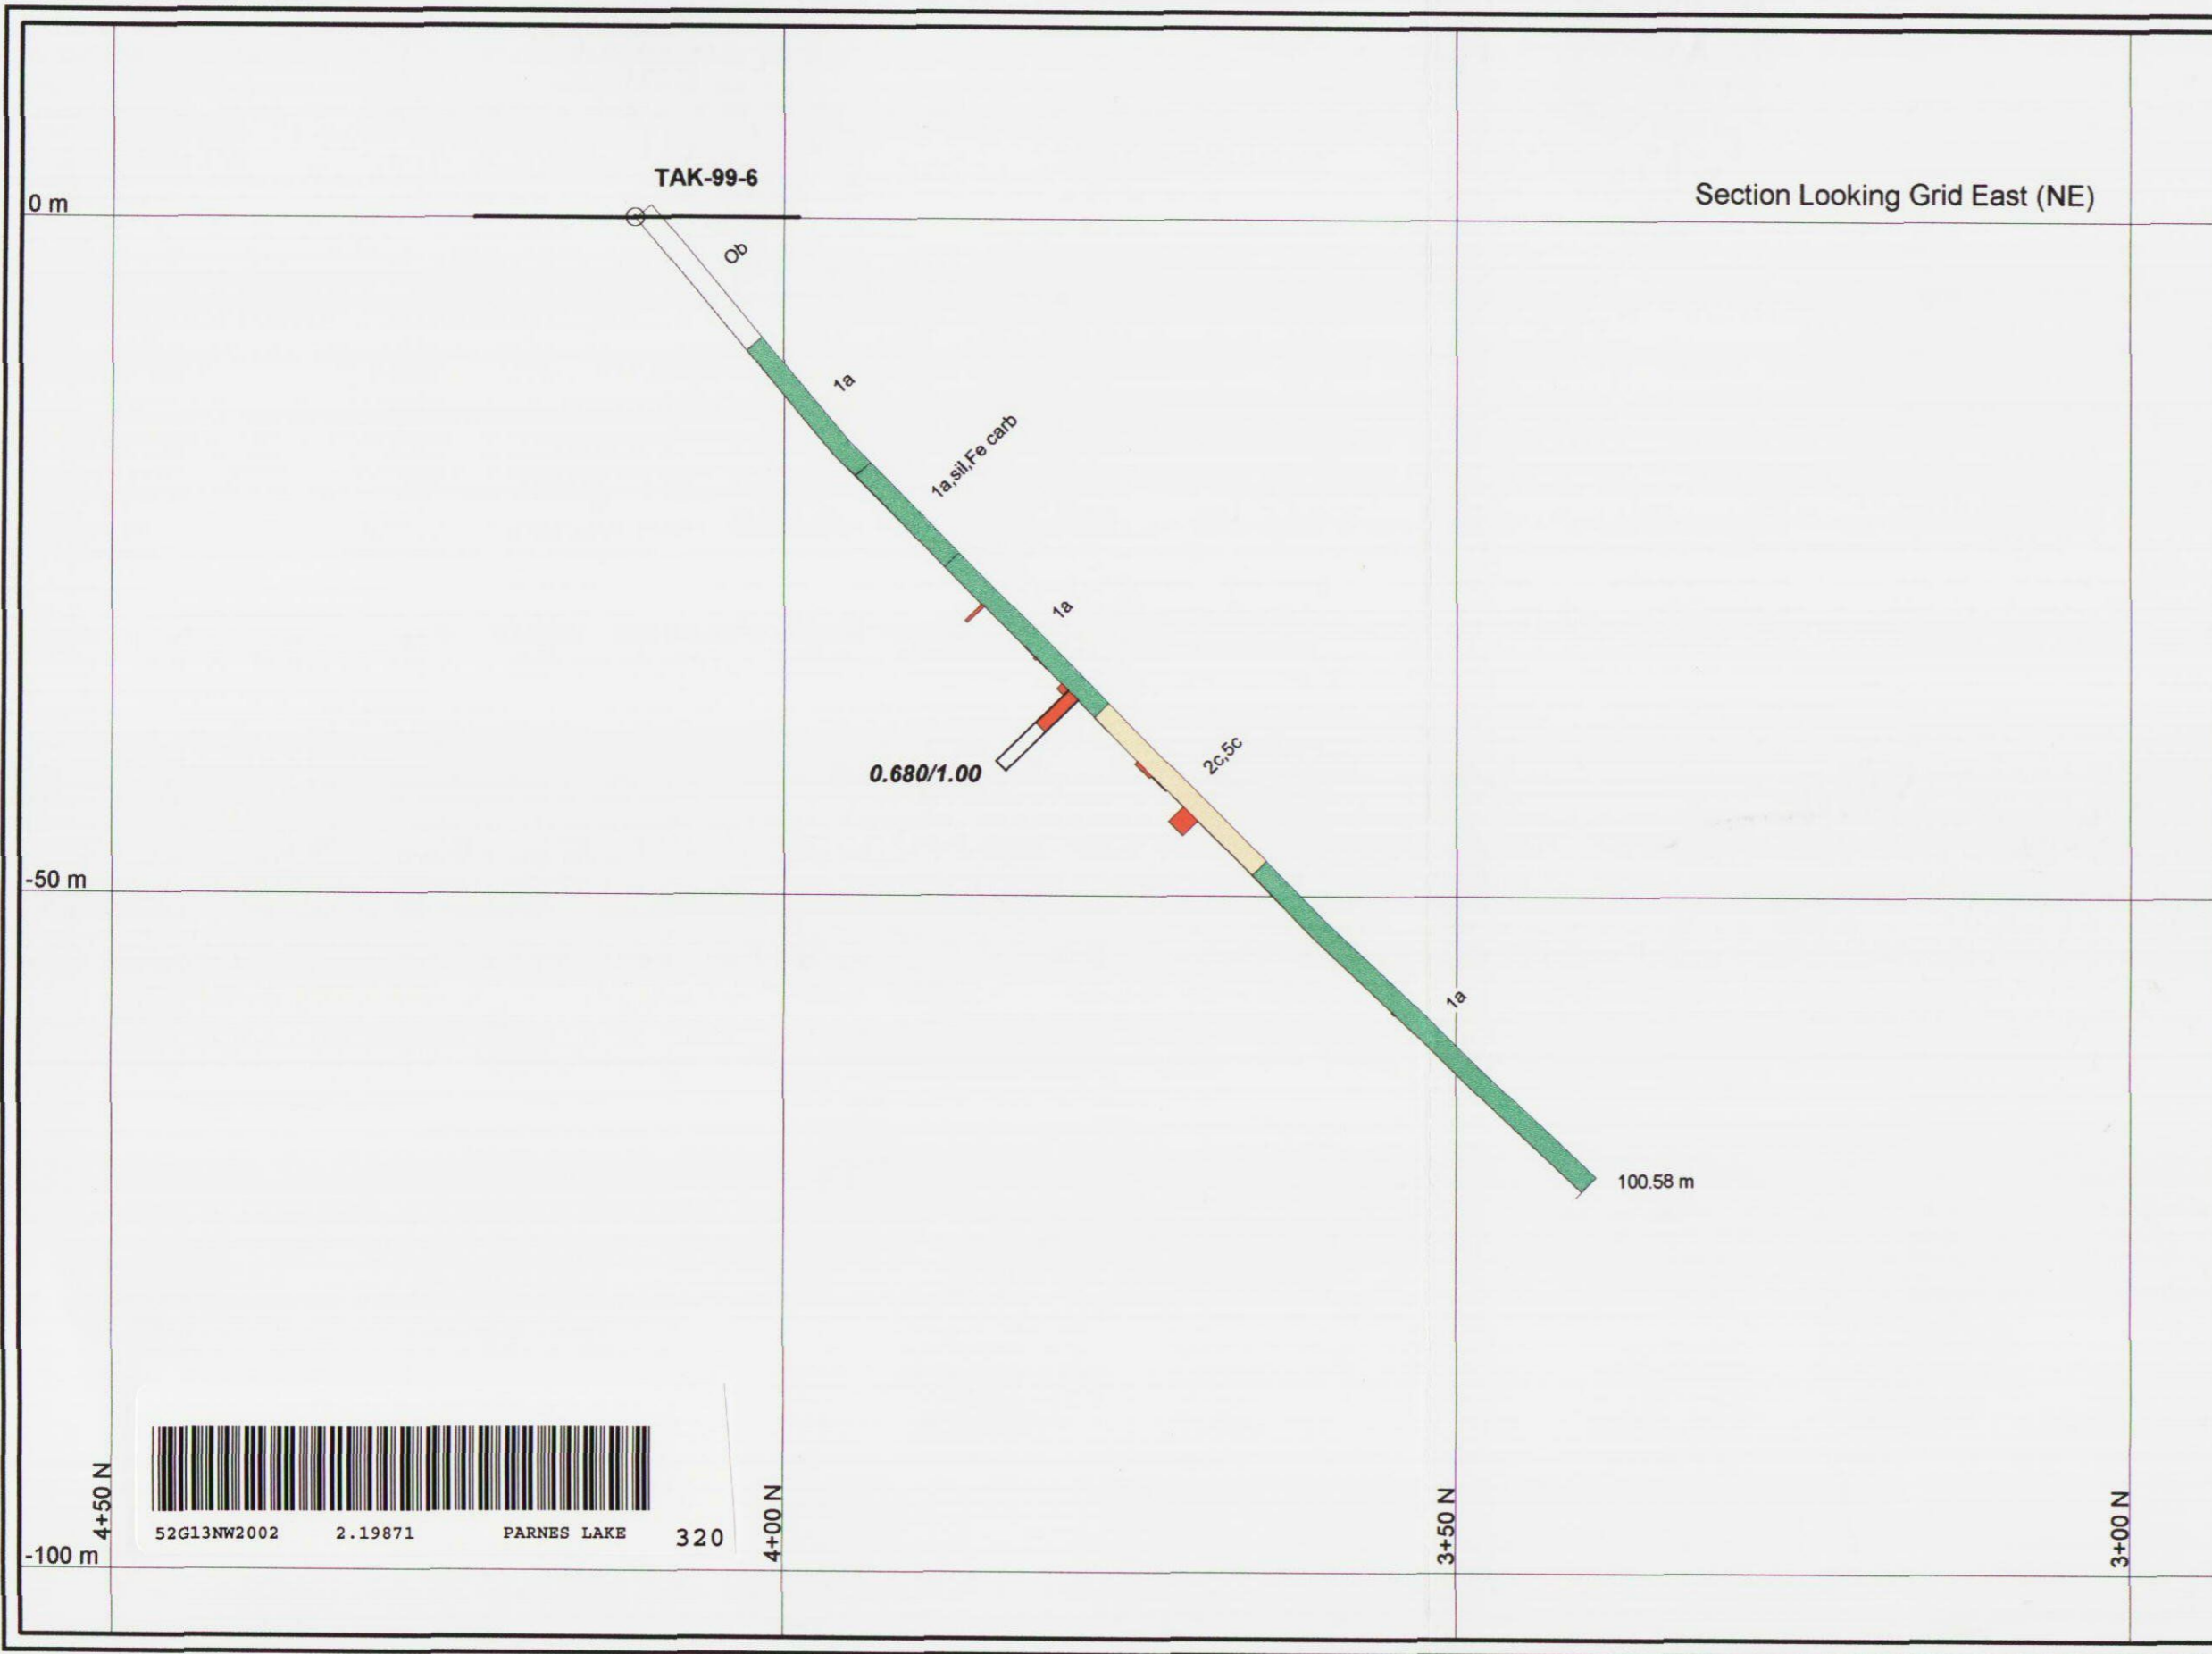 TAK-99-6
0 m
Section Looking Grid East (NE)
Ob
1a
1a,sil,Fe carb
1a
2c,5c
0.680/1.00
-50 m
1a
100.58 m
4+50 N
4+00 N
3+50 N
3+00 N
52G13NW2002 2.19871 PARNES LAKE 320
-100 m